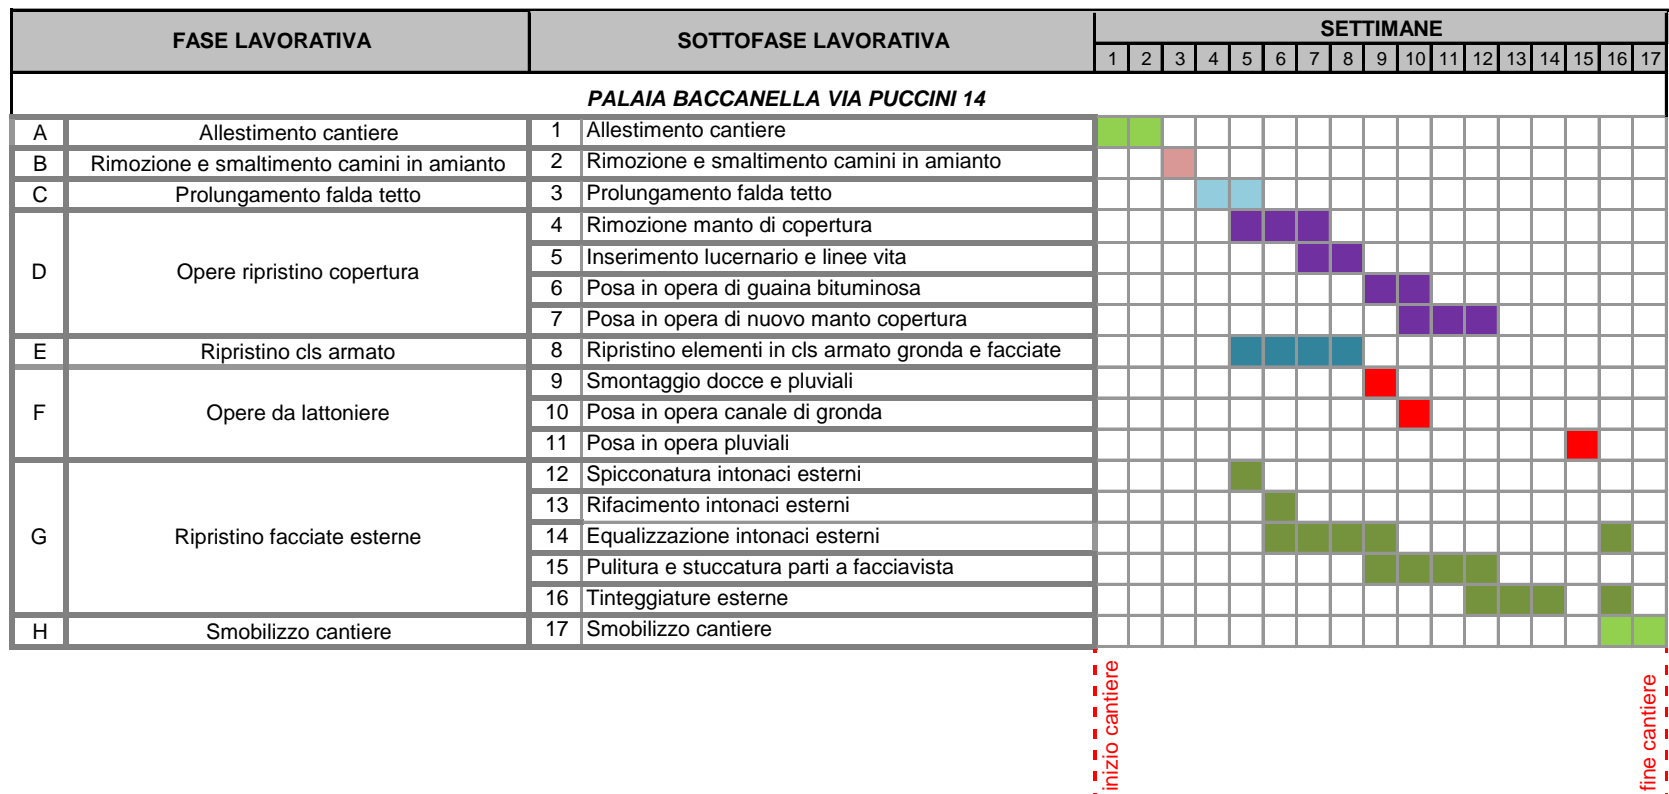 FASE LAVORATIVA SOTTOFASE LAVORATIVA SETTIMANE
1 2 3 4 5 6 7 8 9 10 11 12 13 14 15 16 17
PALAIA BACCANELLA VIA PUCCINI 14
A Allestimento cantiere 1 Allestimento cantiere
B Rimozione e smaltimento camini in amianto 2 Rimozione e smaltimento camini in amianto
C Prolungamento falda tetto 3 Prolungamento falda tetto
D Opere ripristino copertura 4 Rimozione manto di copertura
5 Inserimento lucernario e linee vita
6 Posa in opera di guaina bituminosa
7 Posa in opera di nuovo manto copertura
E Ripristino cls armato 8 Ripristino elementi in cls armato gronda e facciate
F Opere da lattoniere 9 Smontaggio docce e pluviali
10 Posa in opera canale di gronda
11 Posa in opera pluviali
G Ripristino facciate esterne 12 Spicconatura intonaci esterni
13 Rifacimento intonaci esterni
14 Equalizzazione intonaci esterni
15 Pulitura e stuccatura parti a facciavista
16 Tinteggiature esterne
H Smobilizzo cantiere 17 Smobilizzo cantiere
inizio cantiere
fine cantiere